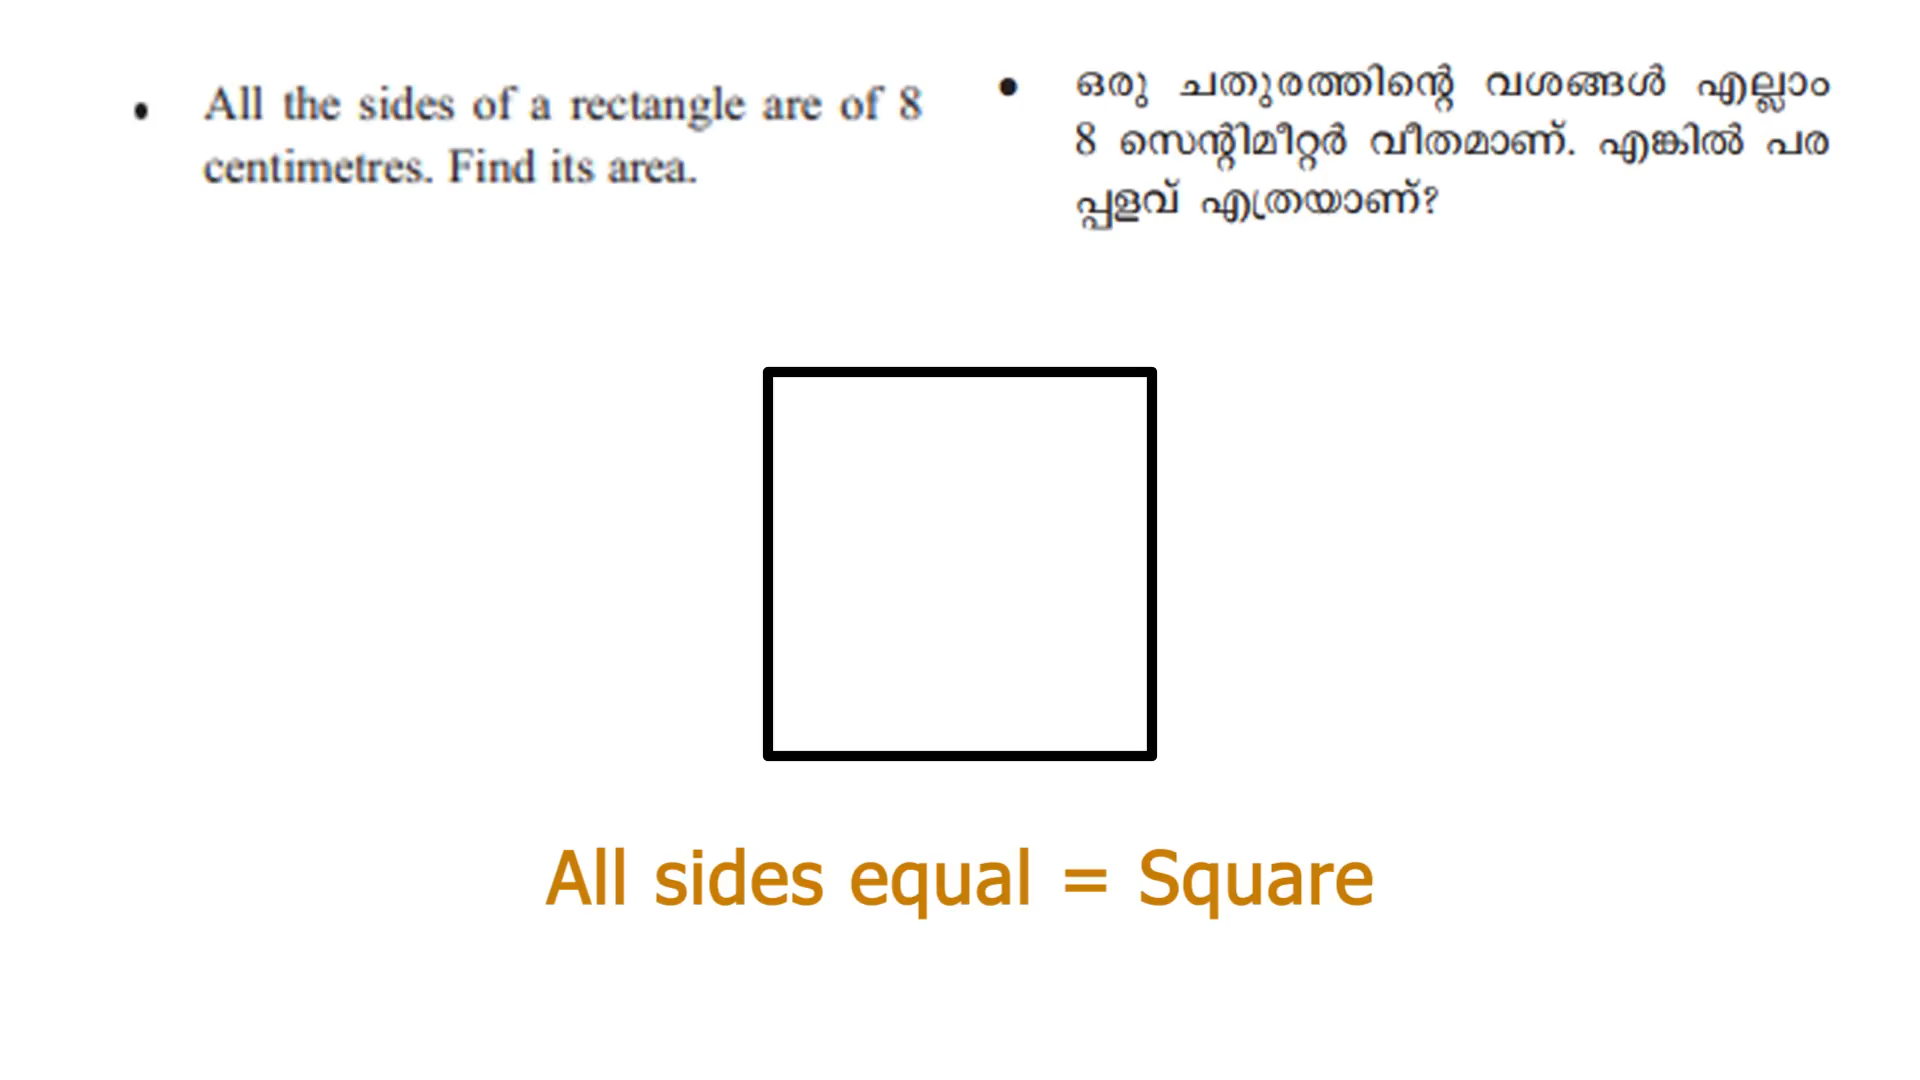 • All the sides of a rectangle are of 8
centimetres. Find its area.
• ഒരു ചതുരത്തിന്റെ വശങ്ങൾ എല്ലാം
8 സെന്റിമീറ്റർ വീതമാണ്. എങ്കിൽ പര
പ്പളവ് എത്രയാണ്?
All sides equal = Square